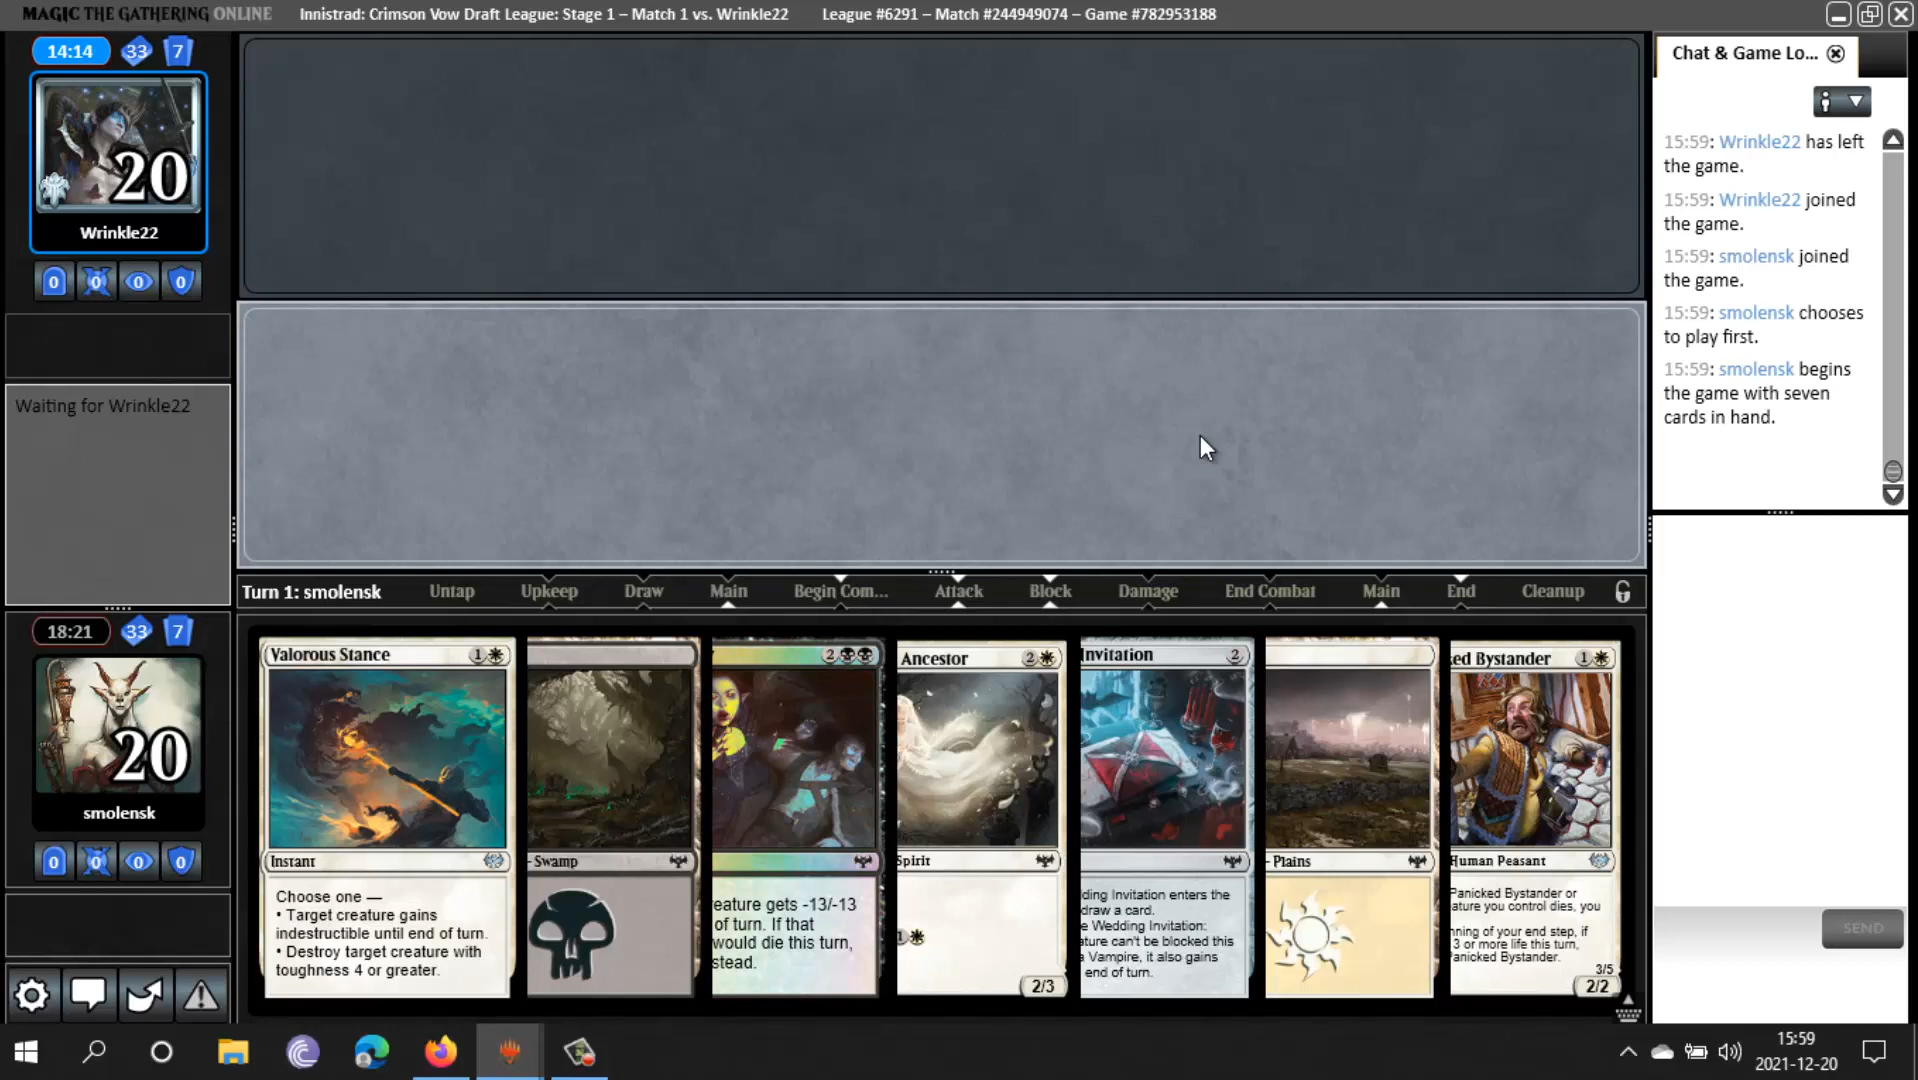 MAGIC THE GATHERING ONLINE
Innistrad: Crimson Vow Draft League: Stage 1 – Match 1 vs. Wrinkle22
League #6291 – Match #244949074 – Game #782953188
14:14
33
7
20
Wrinkle22
0
0
0
0
Waiting for Wrinkle22
18:21
33
7
20
smolensk
0
0
0
0
Turn 1: smolensk
Untap
Upkeep
Draw
Main
Begin Com...
Attack
Block
Damage
End Combat
Main
End
Cleanup
Valorous Stance
1
Instant
Choose one —
• Target creature gains
indestructible until end of turn.
• Destroy target creature with
toughness 4 or greater.
- Swamp
2
eature gets -13/-13
of turn. If that
would die this turn,
stead.
Ancestor
2
Spirit
1
2/3
Invitation
2
ding Invitation enters the
draw a card.
e Wedding Invitation:
ature can't be blocked this
a Vampire, it also gains
end of turn.
- Plains
ed Bystander
1
Human Peasant
Panicked Bystander or
ature you control dies, you
nning of your end step, if
3 or more life this turn,
Panicked Bystander.
3/5
2/2
Chat & Game Lo...
15:59: Wrinkle22 has left
the game.
15:59: Wrinkle22 joined
the game.
15:59: smolensk joined
the game.
15:59: smolensk chooses
to play first.
15:59: smolensk begins
the game with seven
cards in hand.
SEND
15:59
2021-12-20